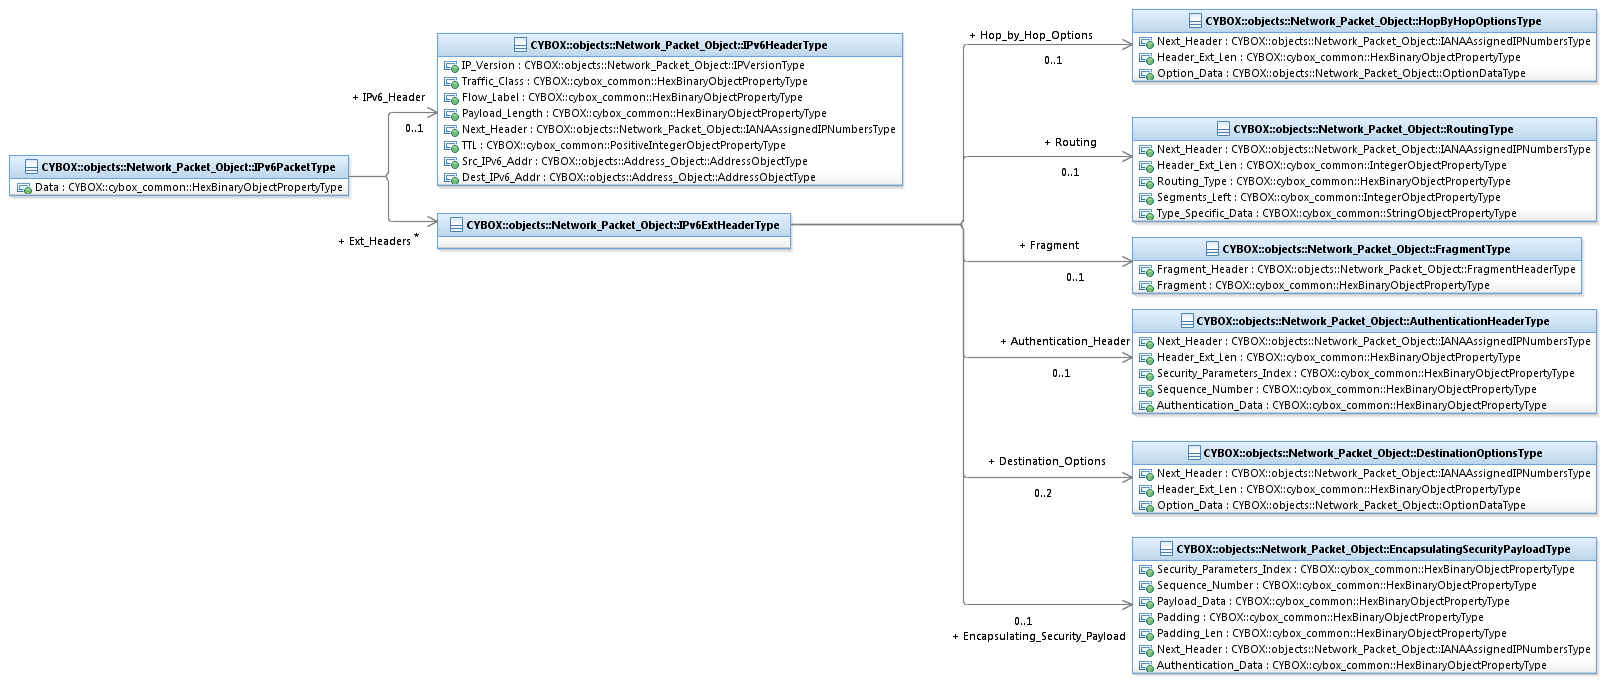 CYBOX::objects::Network_Packet_Object::IPv6PacketType
Data : CYBOX::cybox_common::HexBinaryObjectPropertyType
+ IPv6_Header
0..1
+ Ext_Headers
*
CYBOX::objects::Network_Packet_Object::IPv6HeaderType
IP_Version : CYBOX::objects::Network_Packet_Object::IPVersionType
Traffic_Class : CYBOX::cybox_common::HexBinaryObjectPropertyType
Flow_Label : CYBOX::cybox_common::HexBinaryObjectPropertyType
Payload_Length : CYBOX::cybox_common::HexBinaryObjectPropertyType
Next_Header : CYBOX::objects::Network_Packet_Object::IANAAssignedIPNumbersType
TTL : CYBOX::cybox_common::PositiveIntegerObjectPropertyType
Src_IPv6_Addr : CYBOX::objects::Address_Object::AddressObjectType
Dest_IPv6_Addr : CYBOX::objects::Address_Object::AddressObjectType
CYBOX::objects::Network_Packet_Object::IPv6ExtHeaderType
+ Hop_by_Hop_Options
0..1
CYBOX::objects::Network_Packet_Object::HopByHopOptionsType
Next_Header : CYBOX::objects::Network_Packet_Object::IANAAssignedIPNumbersType
Header_Ext_Len : CYBOX::cybox_common::HexBinaryObjectPropertyType
Option_Data : CYBOX::objects::Network_Packet_Object::OptionDataType
+ Routing
0..1
CYBOX::objects::Network_Packet_Object::RoutingType
Next_Header : CYBOX::objects::Network_Packet_Object::IANAAssignedIPNumbersType
Header_Ext_Len : CYBOX::cybox_common::IntegerObjectPropertyType
Routing_Type : CYBOX::cybox_common::HexBinaryObjectPropertyType
Segments_Left : CYBOX::cybox_common::IntegerObjectPropertyType
Type_Specific_Data : CYBOX::cybox_common::StringObjectPropertyType
+ Fragment
0..1
CYBOX::objects::Network_Packet_Object::FragmentType
Fragment_Header : CYBOX::objects::Network_Packet_Object::FragmentHeaderType
Fragment : CYBOX::cybox_common::HexBinaryObjectPropertyType
+ Authentication_Header
0..1
CYBOX::objects::Network_Packet_Object::AuthenticationHeaderType
Next_Header : CYBOX::objects::Network_Packet_Object::IANAAssignedIPNumbersType
Header_Ext_Len : CYBOX::cybox_common::HexBinaryObjectPropertyType
Security_Parameters_Index : CYBOX::cybox_common::HexBinaryObjectPropertyType
Sequence_Number : CYBOX::cybox_common::HexBinaryObjectPropertyType
Authentication_Data : CYBOX::cybox_common::HexBinaryObjectPropertyType
+ Destination_Options
0..2
CYBOX::objects::Network_Packet_Object::DestinationOptionsType
Next_Header : CYBOX::objects::Network_Packet_Object::IANAAssignedIPNumbersType
Header_Ext_Len : CYBOX::cybox_common::HexBinaryObjectPropertyType
Option_Data : CYBOX::objects::Network_Packet_Object::OptionDataType
0..1
+ Encapsulating_Security_Payload
CYBOX::objects::Network_Packet_Object::EncapsulatingSecurityPayloadType
Security_Parameters_Index : CYBOX::cybox_common::HexBinaryObjectPropertyType
Sequence_Number : CYBOX::cybox_common::HexBinaryObjectPropertyType
Payload_Data : CYBOX::cybox_common::HexBinaryObjectPropertyType
Padding : CYBOX::cybox_common::HexBinaryObjectPropertyType
Padding_Len : CYBOX::cybox_common::HexBinaryObjectPropertyType
Next_Header : CYBOX::objects::Network_Packet_Object::IANAAssignedIPNumbersType
Authentication_Data : CYBOX::cybox_common::HexBinaryObjectPropertyType